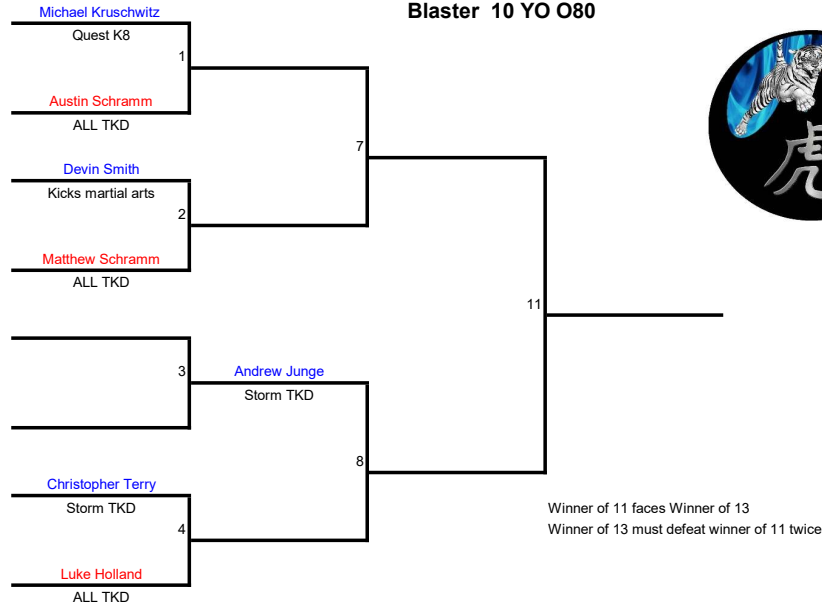 Blaster 10 YO O80
Michael Kruschwitz
Quest K8
1
Austin Schramm
ALL TKD
7
Devin Smith
Kicks martial arts
2
Matthew Schramm
ALL TKD
11
3
Andrew Junge
Storm TKD
8
Christopher Terry
Storm TKD
4
Luke Holland
ALL TKD
Winner of 11 faces Winner of 13
Winner of 13 must defeat winner of 11 twice
虎